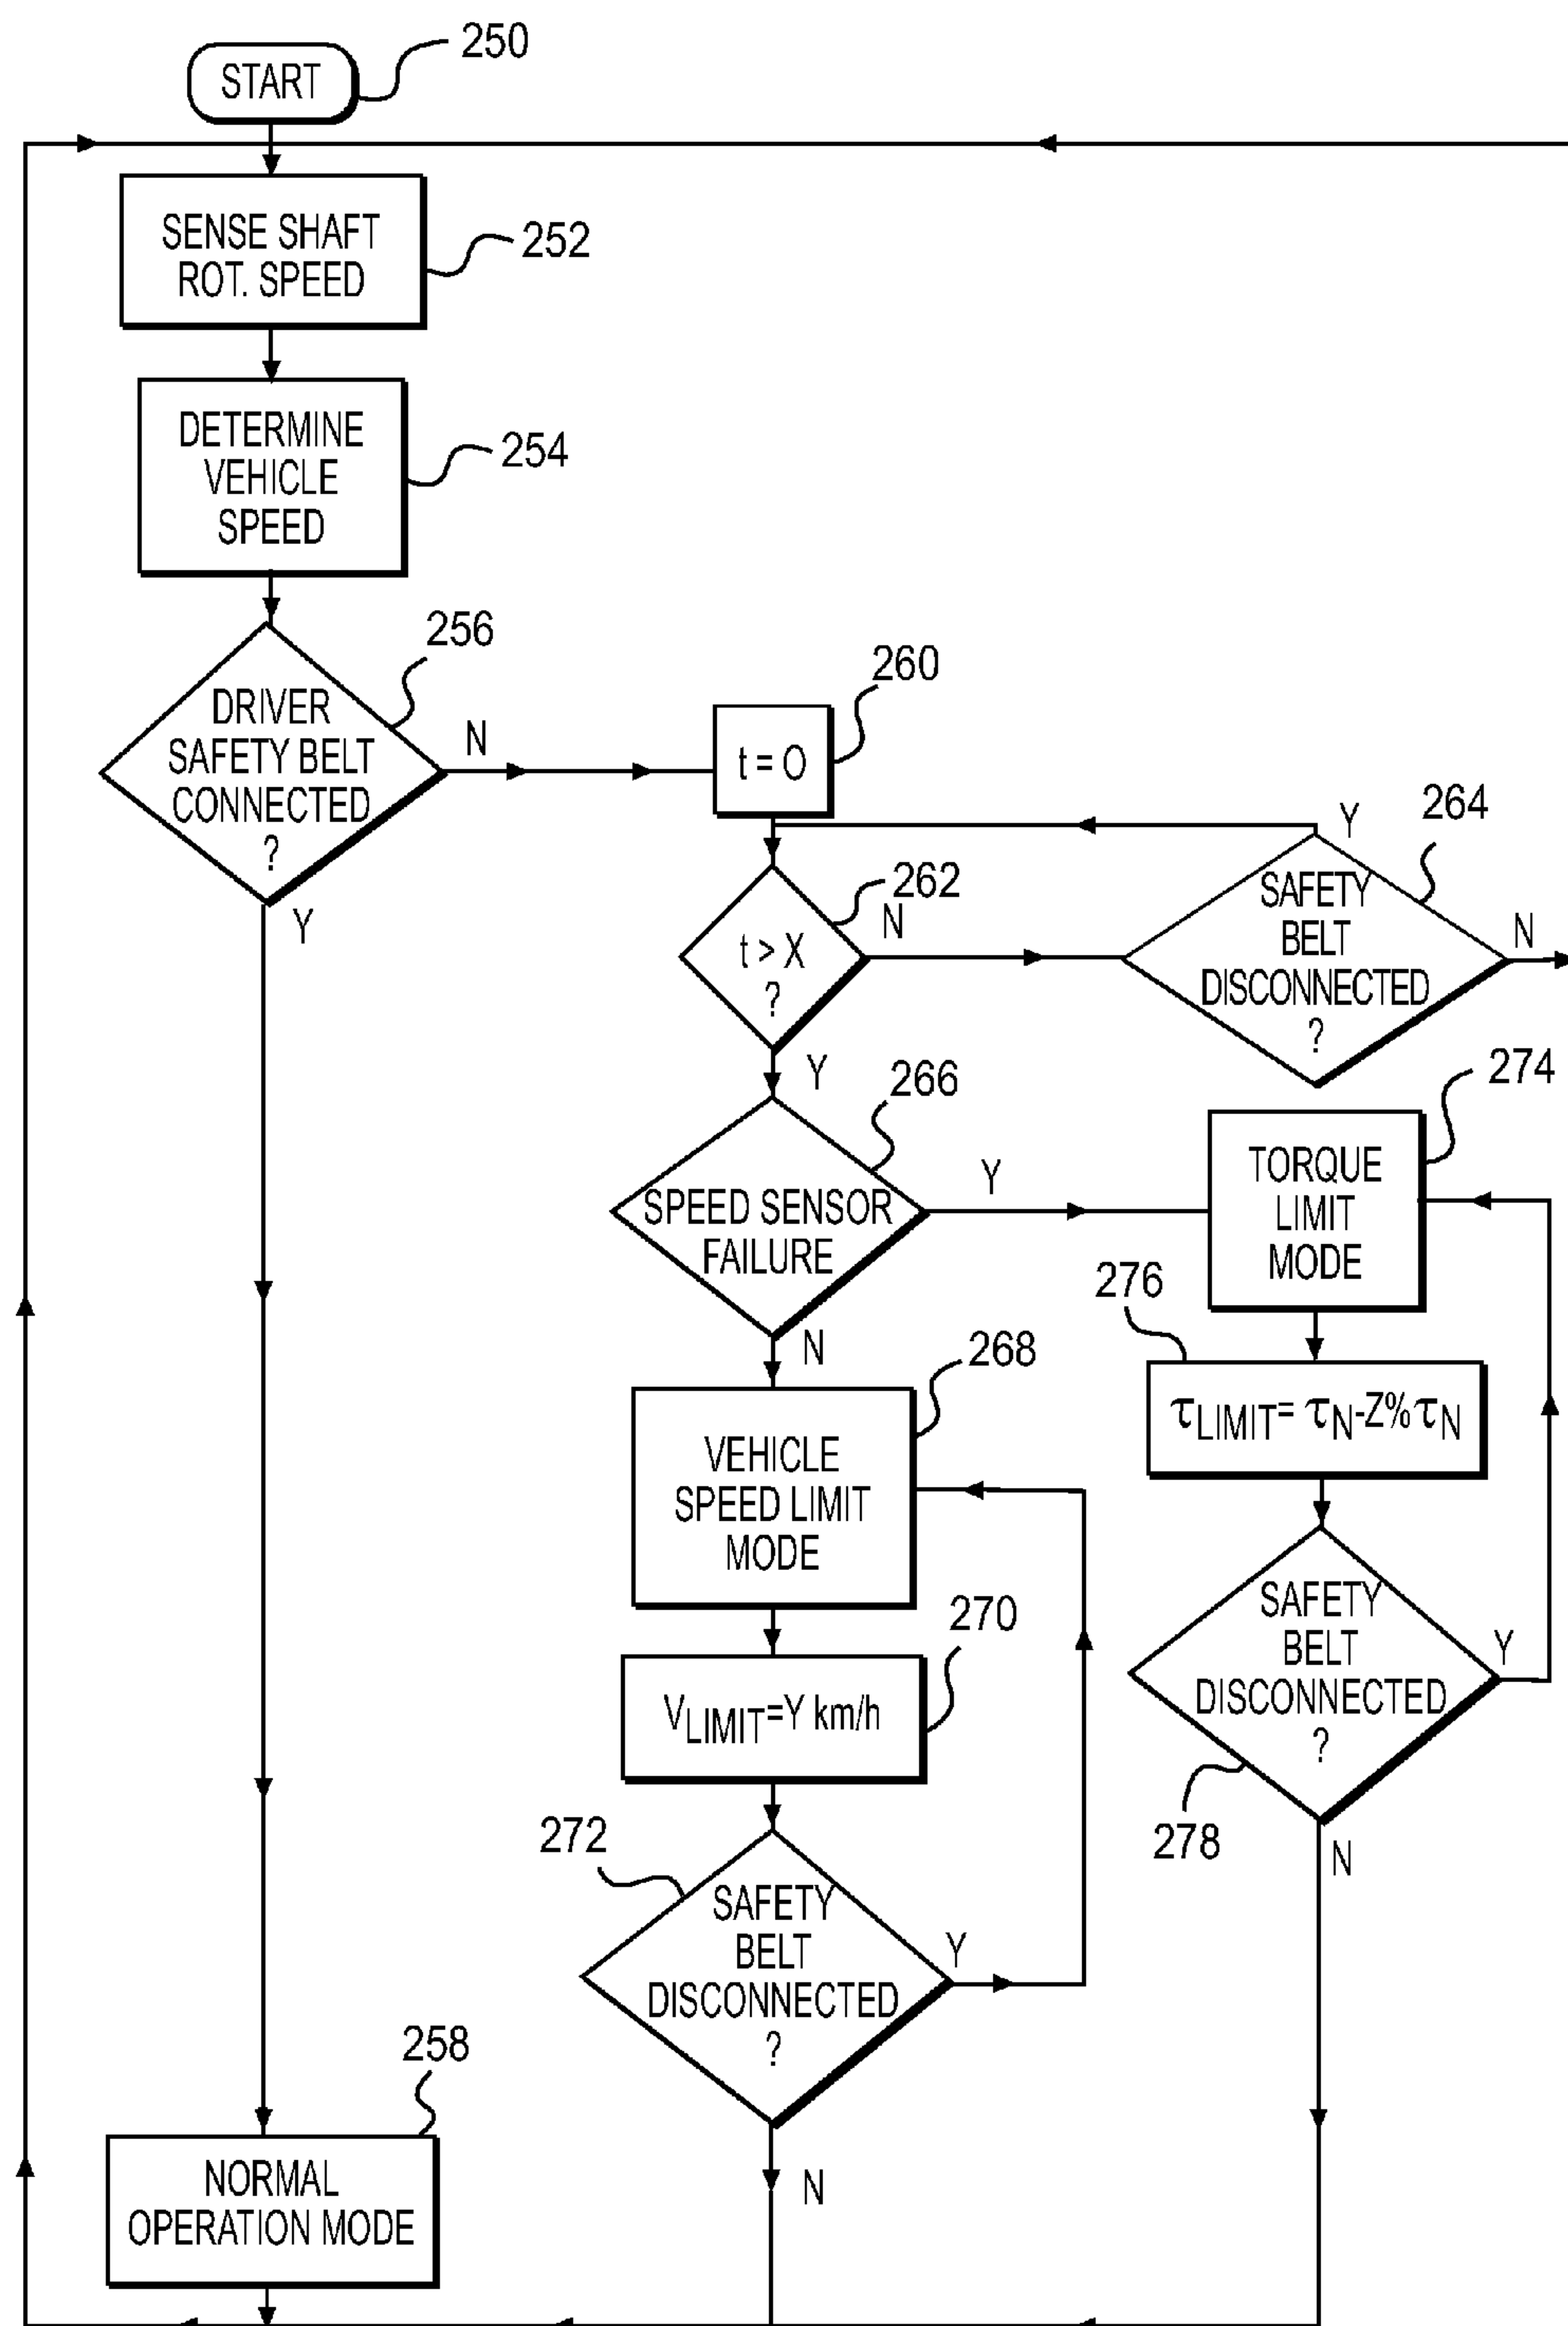 250
START
SENSE SHAFT
ROT. SPEED
252
DETERMINE
VEHICLE
SPEED
254
256
DRIVER
SAFETY BELT
CONNECTED
?
N
Y
260
t = 0
262
t > X
?
N
Y
264
SAFETY
BELT
DISCONNECTED
?
Y
N
266
SPEED SENSOR
FAILURE
Y
N
274
TORQUE
LIMIT
MODE
276
τLIMIT= τN-Z%τN
268
VEHICLE
SPEED LIMIT
MODE
270
VLIMIT=Y km/h
SAFETY
BELT
DISCONNECTED
?
Y
278
N
272
SAFETY
BELT
DISCONNECTED
?
Y
N
258
NORMAL
OPERATION MODE